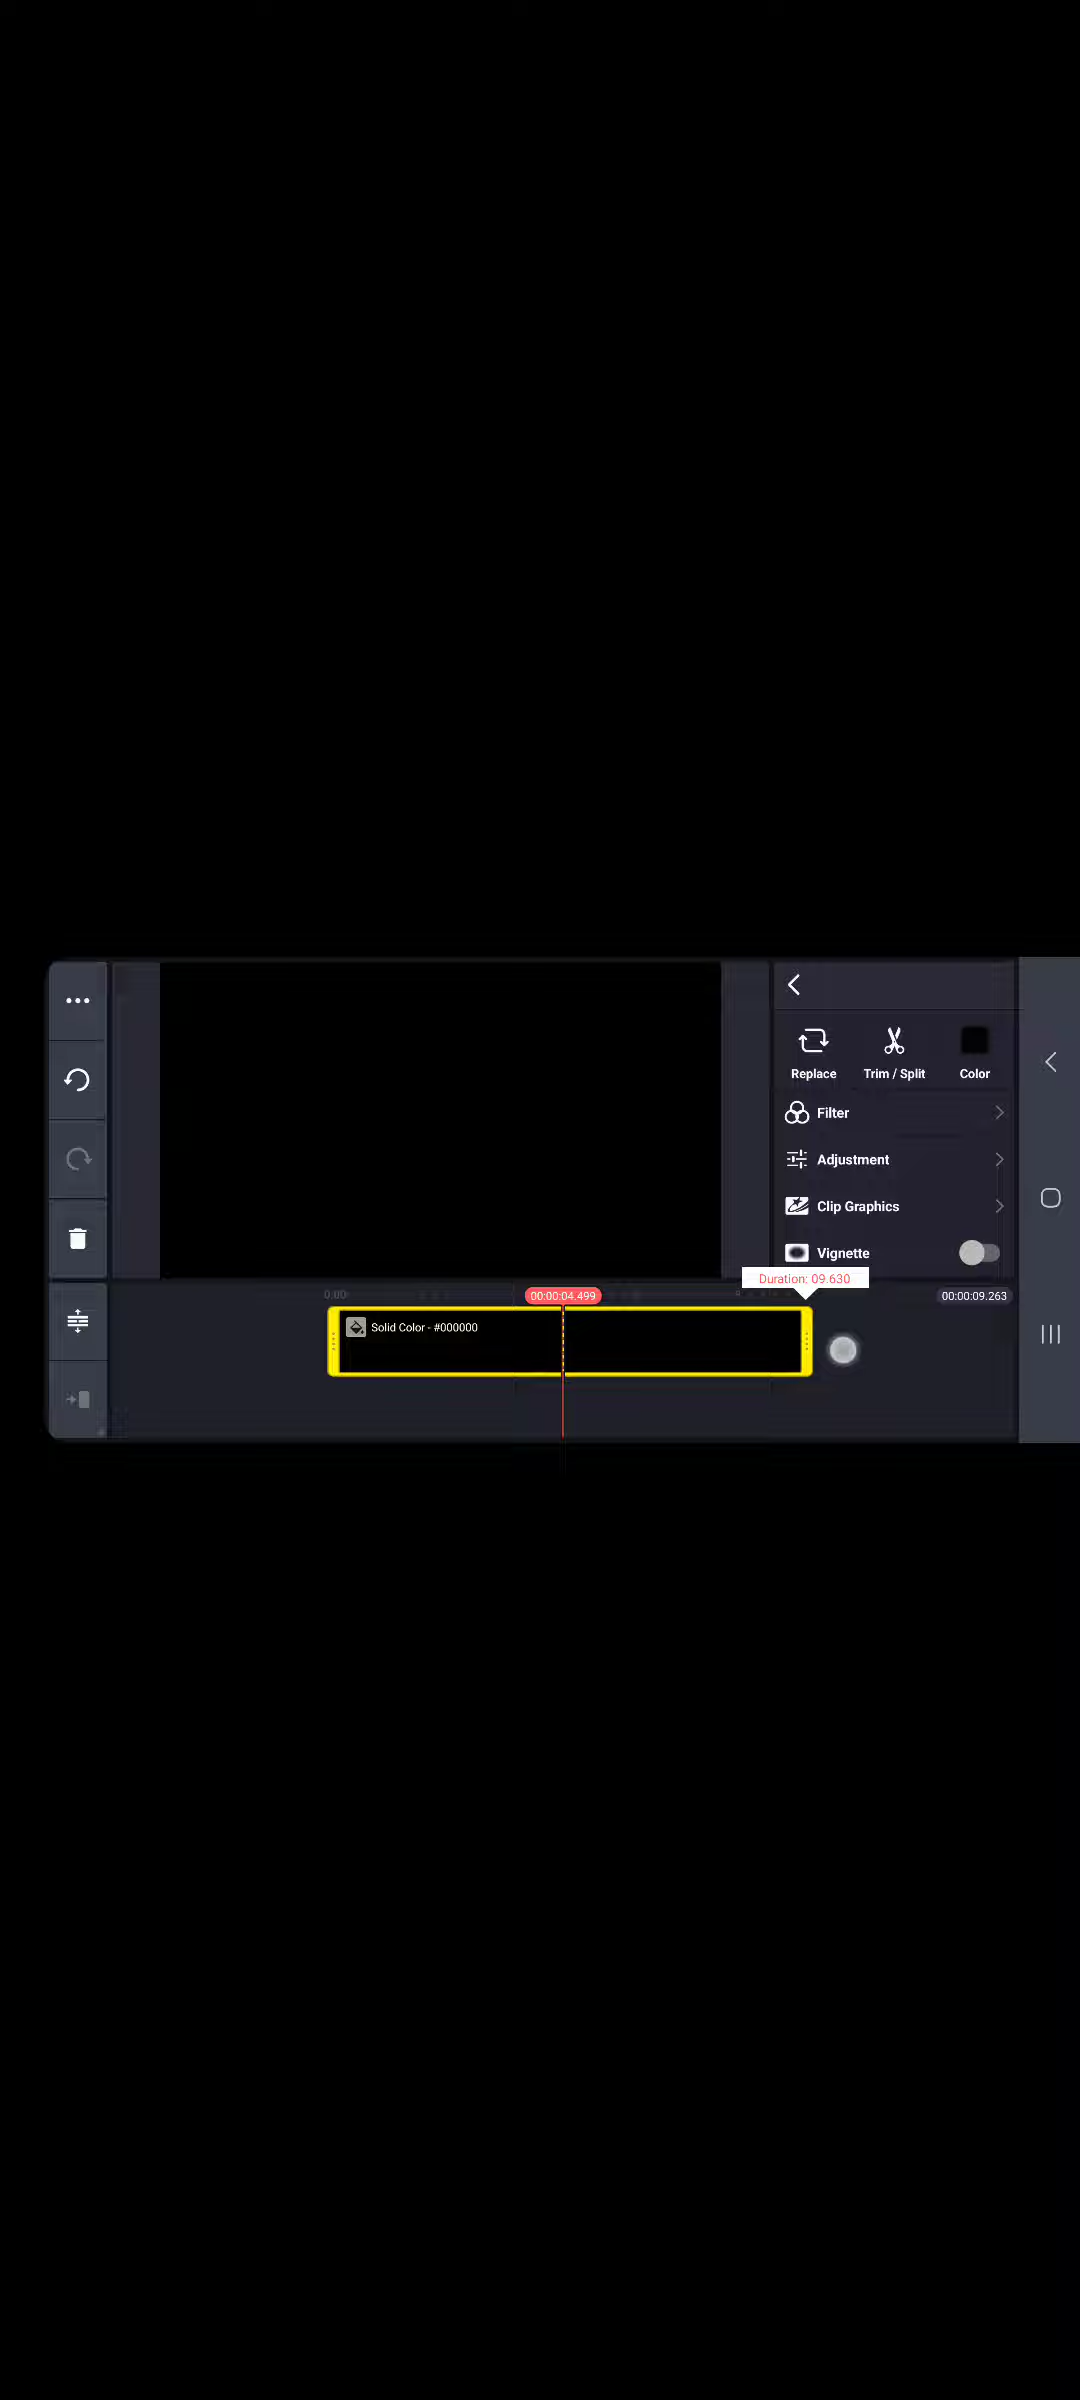 Replace
Trim / Split
Color
Filter
Adjustment
Clip Graphics
Vignette
Duration: 09.630
0.00
00:00:04.499
00:00:09.263
Solid Color - #000000